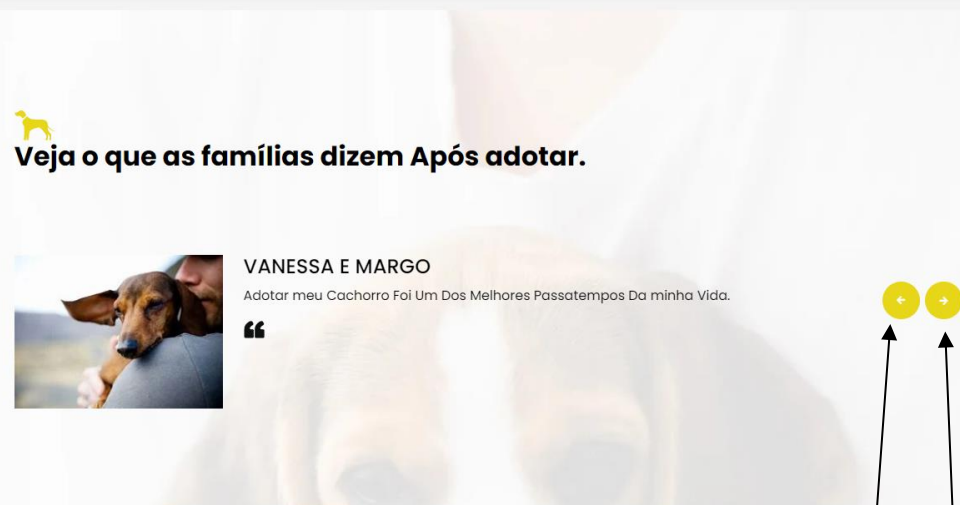 Veja o que as famílias dizem Após adotar.
VANESSA E MARGO
Adotar meu Cachorro Foi Um Dos Melhores Passatempos Da minha Vida.
❝